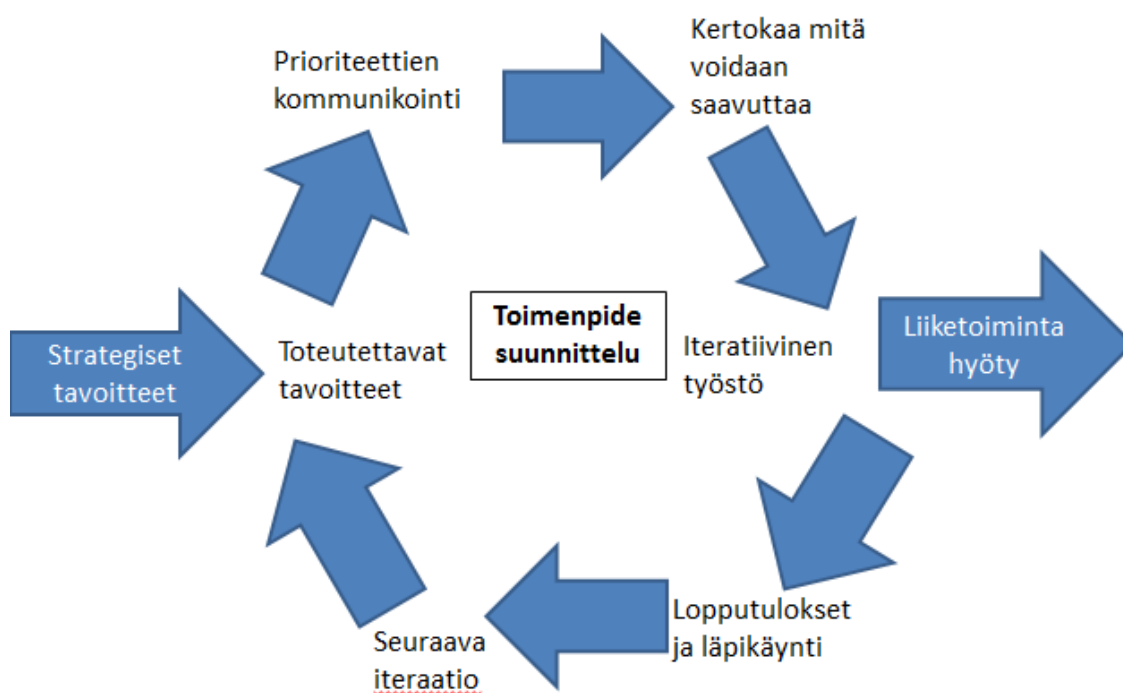 Prioriteettien
kommunikointi
Kertokaa mitä
voidaan
saavuttaa
Strategiset
tavoitteet
Toteutettavat
tavoitteet
Toimenpide
suunnittelu
Iteratiivinen
työstö
Liiketoiminta
hyöty
Lopputulokset
ja läpikäynti
Seuraava
iteraatio